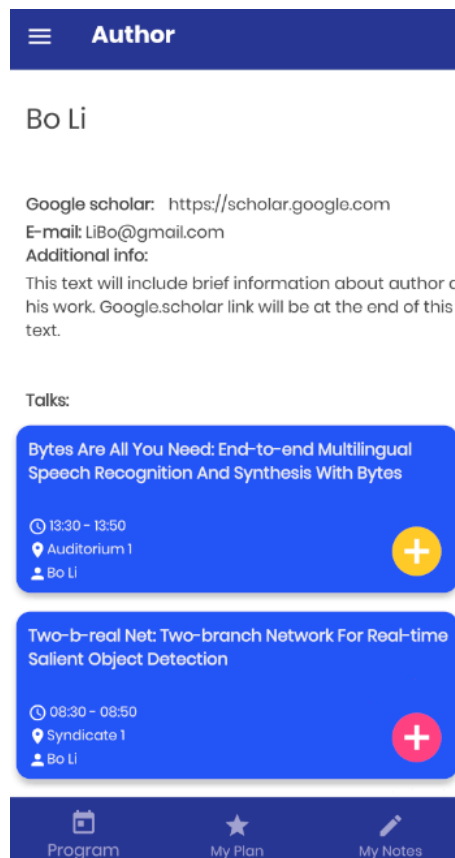 Author
Bo Li
Google scholar: https://scholar.google.com
E-mail: LiBo@gmail.com
Additional info:
This text will include brief information about author
his work. Google.scholar link will be at the end of this
text.
Talks:
Bytes Are All You Need: End-to-end Multilingual
Speech Recognition And Synthesis With Bytes
13:30 - 13:50
Auditorium 1
Bo Li
Two-b-real Net: Two-branch Network For Real-time
Salient Object Detection
08:30 - 08:50
Syndicate 1
Bo Li
Program My Plan My Notes